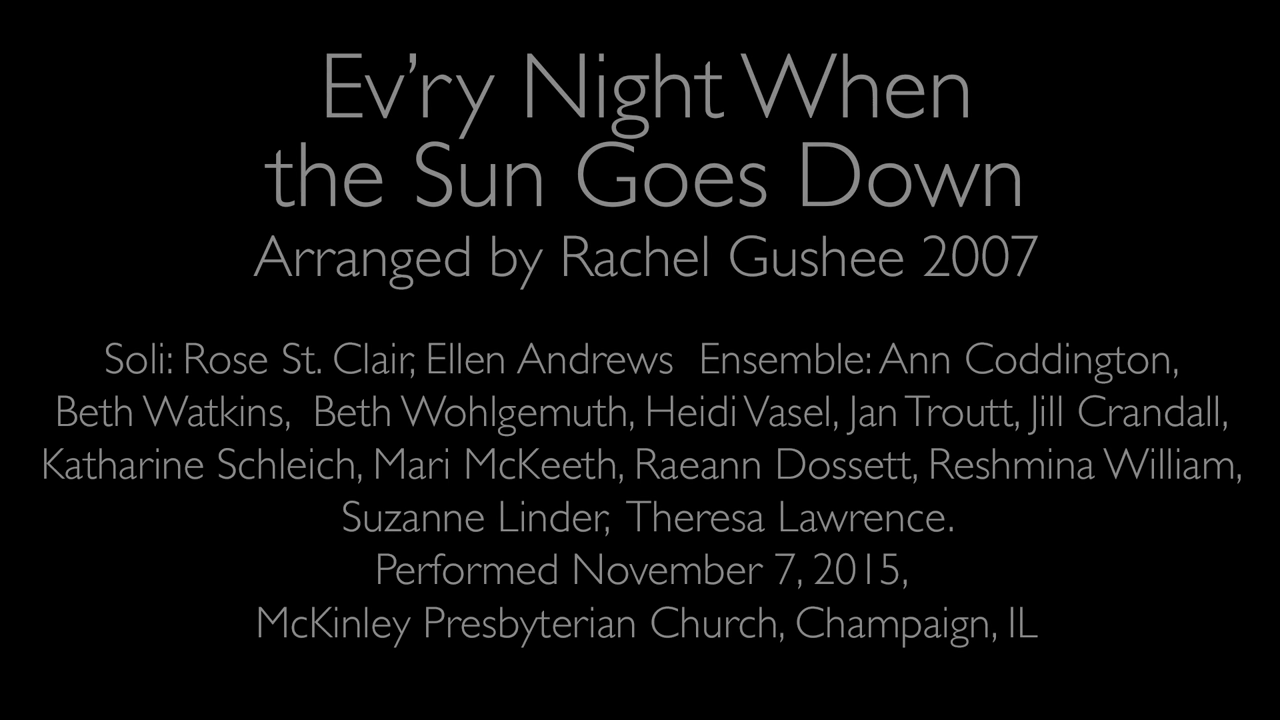 Ev’ry Night When
the Sun Goes Down
Arranged by Rachel Gushee 2007
Soli: Rose St. Clair, Ellen Andrews  Ensemble: Ann Coddington,
Beth Watkins,  Beth Wohlgemuth, Heidi Vasel, Jan Troutt, Jill Crandall,
Katharine Schleich, Mari McKeeth, Raeann Dossett, Reshmina William,
Suzanne Linder,  Theresa Lawrence.
Performed November 7, 2015,
McKinley Presbyterian Church, Champaign, IL